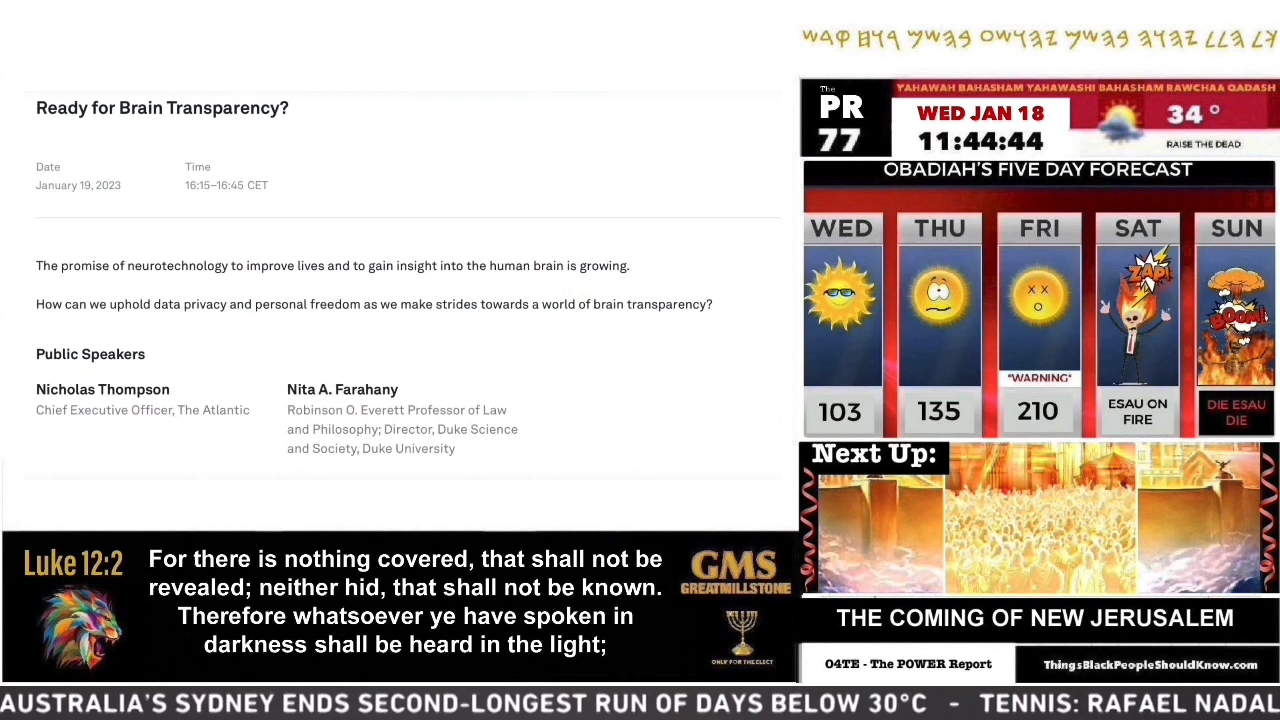 Ready for Brain Transparency?
Date
Time
January 19, 2023
16:15–16:45 CET
The promise of neurotechnology to improve lives and to gain insight into the human brain is growing.
How can we uphold data privacy and personal freedom as we make strides towards a world of brain transparency?
Public Speakers
Nicholas Thompson
Chief Executive Officer, The Atlantic
Nita A. Farahany
Robinson O. Everett Professor of Law
and Philosophy; Director, Duke Science
and Society, Duke University
Luke 12:2
For there is nothing covered, that shall not be
revealed; neither hid, that shall not be known.
Therefore whatsoever ye have spoken in
darkness shall be heard in the light;
GMS
GREATMILLSTONE
ONLY FOR THE ELECT
The
PR
77
YAHAWAH BAHASHAM YAHAWASHI BAHASHAM RAWCHAA QADASH
WED JAN 18
11:44:44
34°
RAISE THE DEAD
OBADIAH'S FIVE DAY FORECAST
WED
THU
FRI
SAT
SUN
ZAP!
BOOM!
"WARNING"
103
135
210
ESAU ON
FIRE
DIE ESAU
DIE
Next Up:
THE COMING OF NEW JERUSALEM
04TE - The POWER Report
ThingsBlackPeopleShouldKnow.com
AUSTRALIA'S SYDNEY ENDS SECOND-LONGEST RUN OF DAYS BELOW 30°C - TENNIS: RAFAEL NADAL